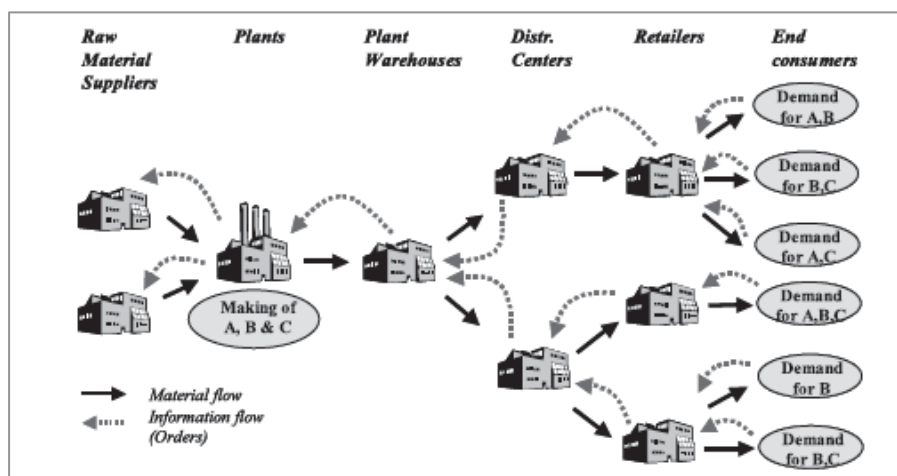 Raw
Material
Suppliers
Plants
Plant
Warehouses
Distr.
Centers
Retailers
End
consumers
Demand
for A,B
Demand
for B,C
Demand
for A,C
Making of
A, B & C
Demand
for A,B,C
Demand
for B
Demand
for B,C
Material flow
Information flow
(Orders)